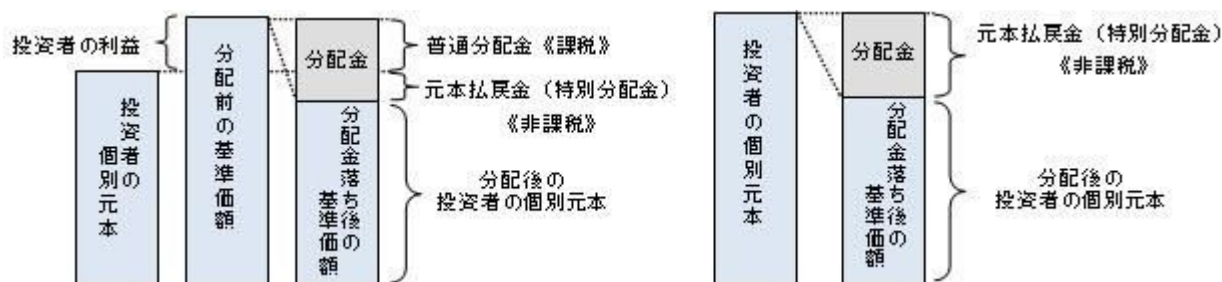 投資者の利益
投資者の
個別元本
分配前の基準価額
分配金
分配金落ち後の
基準価額
普通分配金《課税》
元本払戻金（特別分配金）
《非課税》
分配後の
投資者の個別元本
投資者の個別元本
分配金
分配金落ち後の
基準価額
元本払戻金（特別分配金）
《非課税》
分配後の
投資者の個別元本